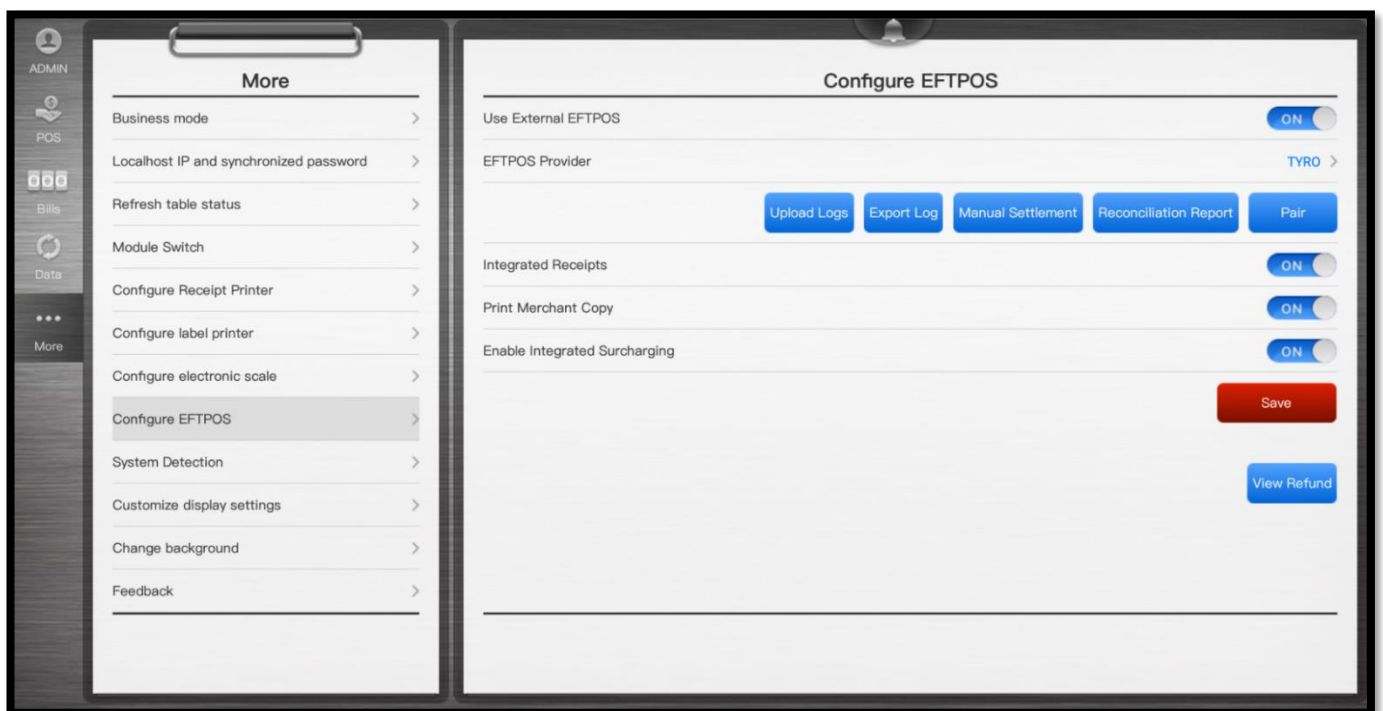 ADMIN
POS
Bills
Data
More
More
Business mode
Localhost IP and synchronized password
Refresh table status
Module Switch
Configure Receipt Printer
Configure label printer
Configure electronic scale
Configure EFTPOS
System Detection
Customize display settings
Change background
Feedback
Configure EFTPOS
Use External EFTPOS ON
EFTPOS Provider TYRO
Upload Logs Export Log Manual Settlement Reconciliation Report Pair
Integrated Receipts ON
Print Merchant Copy ON
Enable Integrated Surcharging ON
Save
View Refund